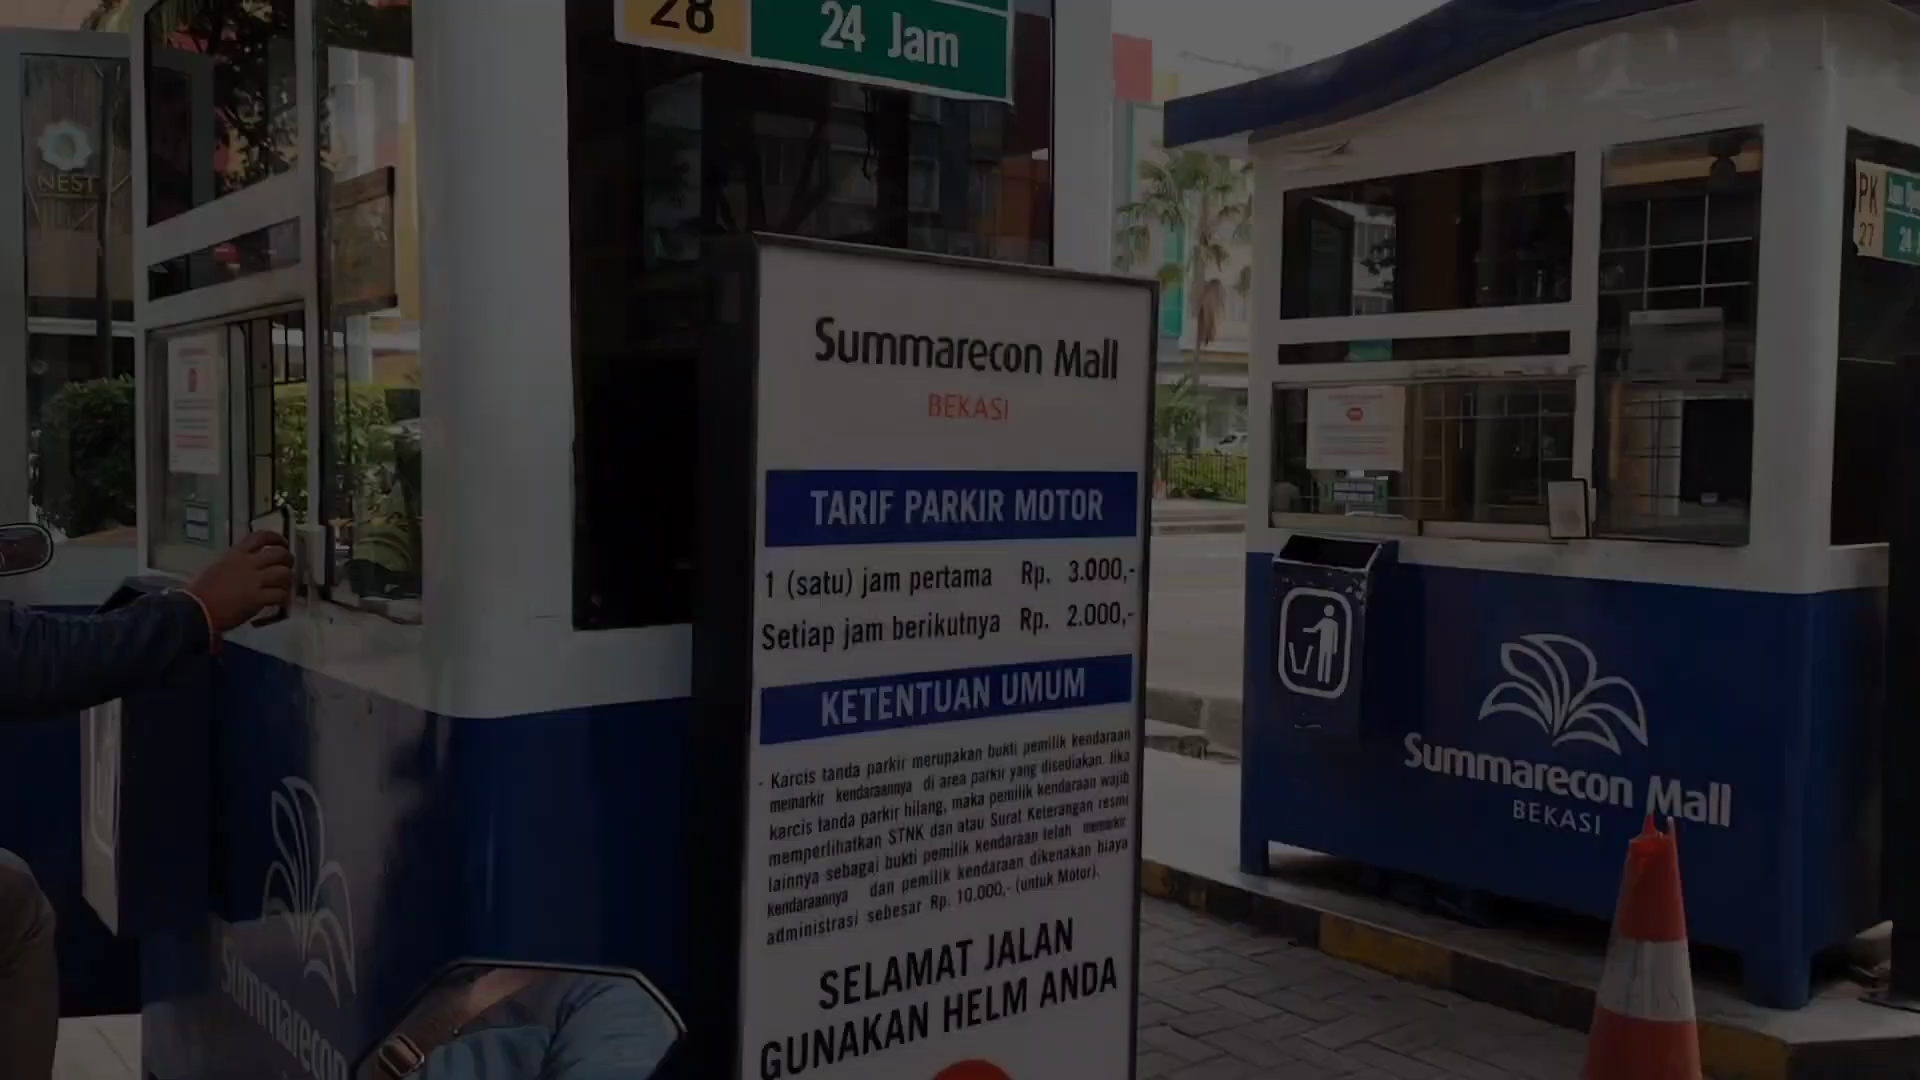 28
24 Jam
NEST
PK
27
24
Summarecon Mall
BEKASI
TARIF PARKIR MOTOR
1 (satu) jam pertama Rp. 3.000,-
Setiap jam berikutnya Rp. 2.000,-
KETENTUAN UMUM
- Karcis tanda parkir merupakan bukti pemilik kendaraan
memarkir kendaraannya di area parkir yang disediakan. Jika
karcis tanda parkir hilang, maka pemilik kendaraan wajib
memperlihatkan STNK dan atau Surat Keterangan resmi
lainnya sebagai bukti pemilik kendaraan telah memarkir
kendaraannya dan pemilik kendaraan dikenakan biaya
administrasi sebesar Rp. 10.000,- (untuk Motor).
SELAMAT JALAN
GUNAKAN HELM ANDA
Summarecon Mall
BEKASI
Summarecon